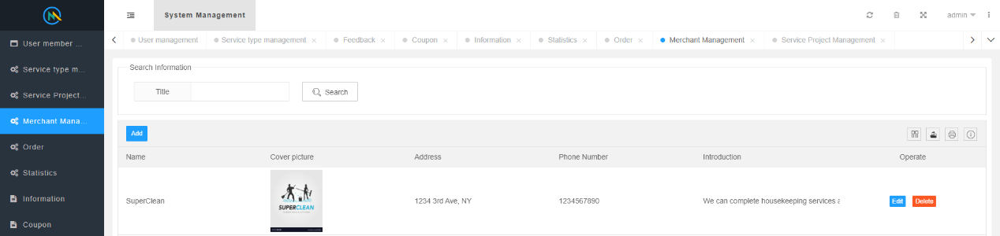 System Management
admin
User management
Service type management
Feedback
Coupon
Information
Statistics
Order
Merchant Management
Service Project Management
User member ...
Service type m...
Service Project...
Merchant Mana...
Order
Statistics
Information
Coupon
Search Information
Title
Search
Add
Name Cover picture Address Phone Number Introduction Operate
SuperClean
SUPERCLEAN
1234 3rd Ave, NY
1234567890
We can complete housekeeping services
Edit
Delete